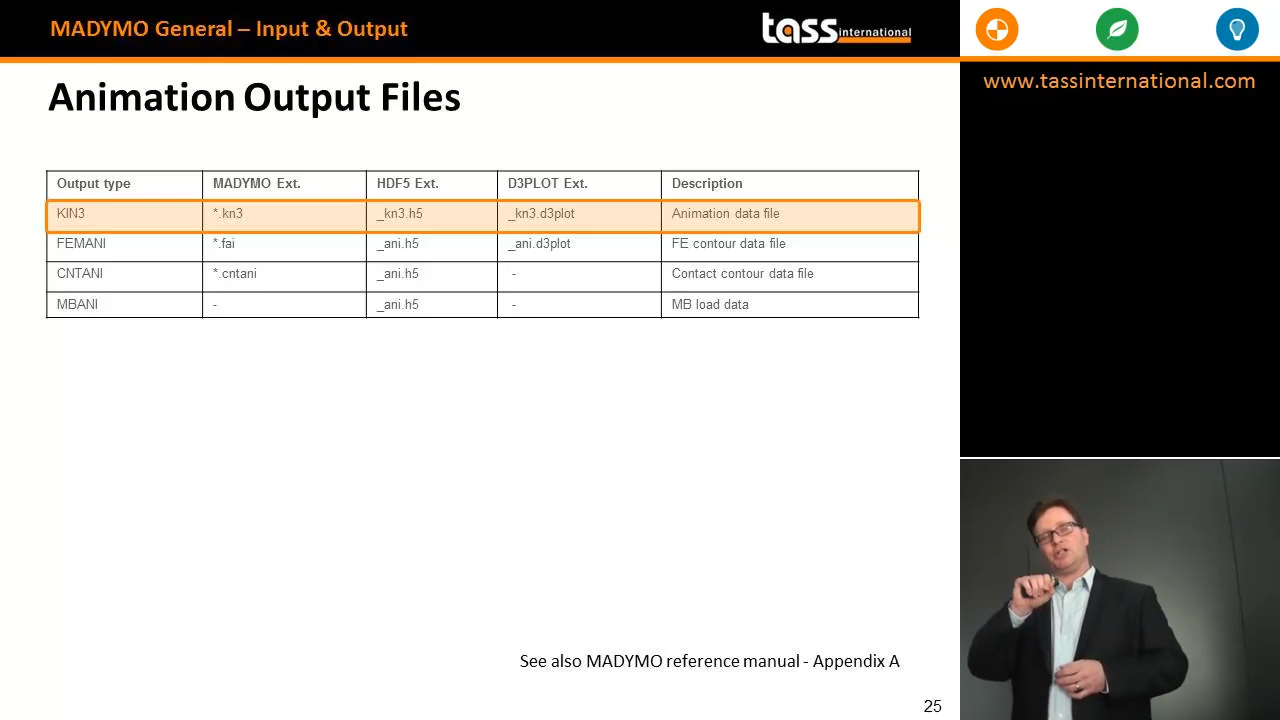 MADYMO General – Input & Output
tass international
www.tassinternational.com
Animation Output Files
Output type MADYMO Ext. HDF5 Ext. D3PLOT Ext. Description
KIN3 *.kn3 _kn3.h5 _kn3.d3plot Animation data file
FEMANI *.fai _ani.h5 _ani.d3plot FE contour data file
CNTANI *.cntani _ani.h5 - Contact contour data file
MBANI - _ani.h5 - MB load data
See also MADYMO reference manual - Appendix A
25